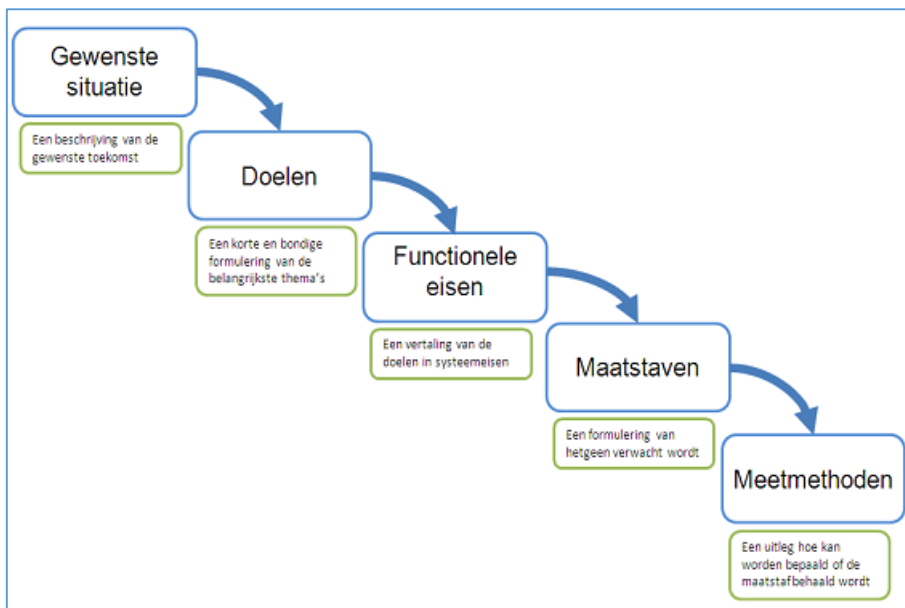 Gewenste
situatie
Een beschrijving van de
gewenste toekomst
Doelen
Een korte en bondige
formulering van de
belangrijkste thema's
Functionele
eisen
Een vertaling van de
doelen in systeemeisen
Maatstaven
Een formulering van
hetgeen verwacht wordt
Meetmethoden
Een uitleg hoe kan
worden bepaald of de
maatstafbehaald wordt